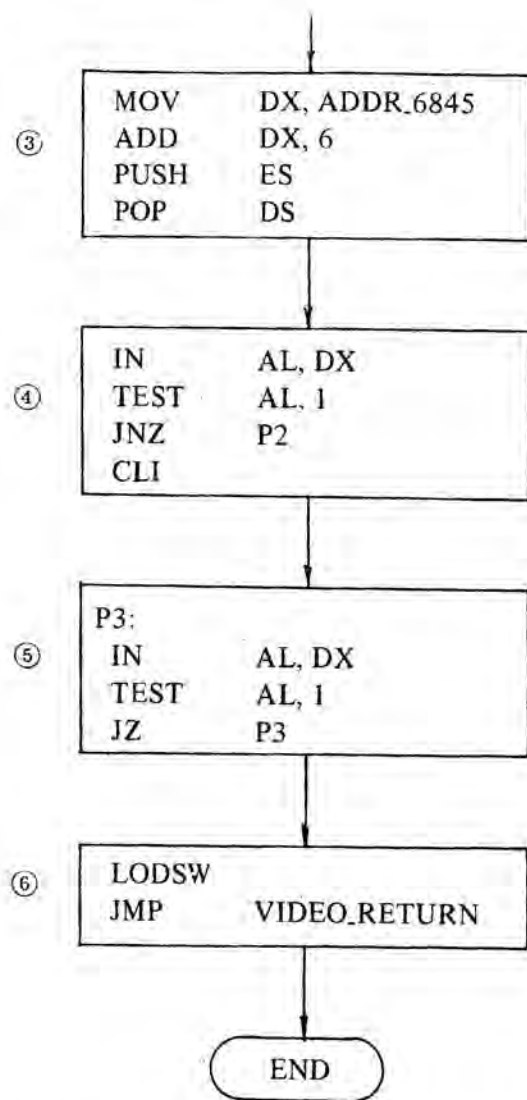 ③
MOV DX, ADDR_6845
ADD DX, 6
PUSH ES
POP DS
④
IN AL, DX
TEST AL, 1
JNZ P2
CLI
⑤
P3:
IN AL, DX
TEST AL, 1
JZ P3
⑥
LODSW
JMP VIDEO_RETURN
END